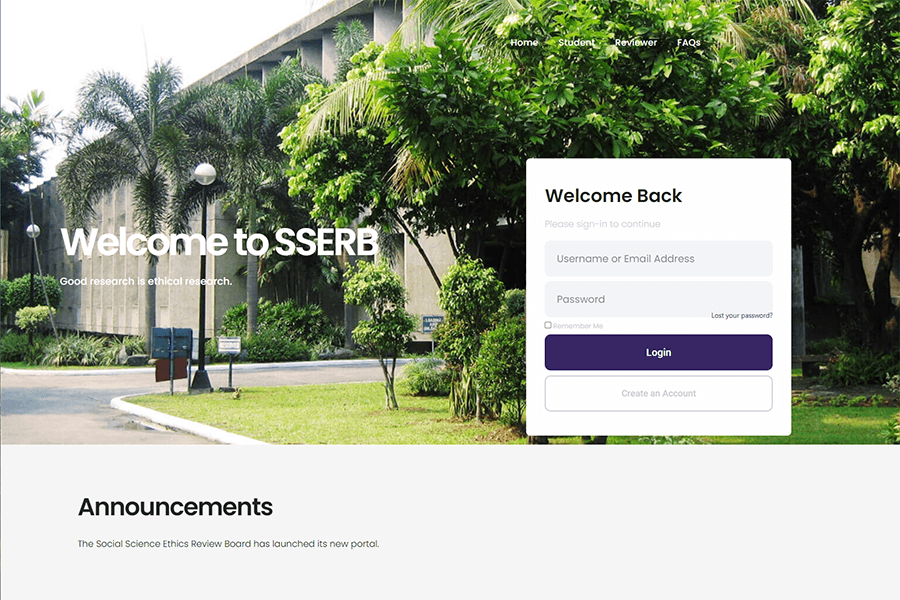 Home Student Reviewer FAQs
Welcome Back
Please sign-in to continue
Welcome to SSERB
Username or Email Address
Good research is ethical research.
Password
Lost your password?
Remember Me
Login
Create an Account
Announcements
The Social Science Ethics Review Board has launched its new portal.